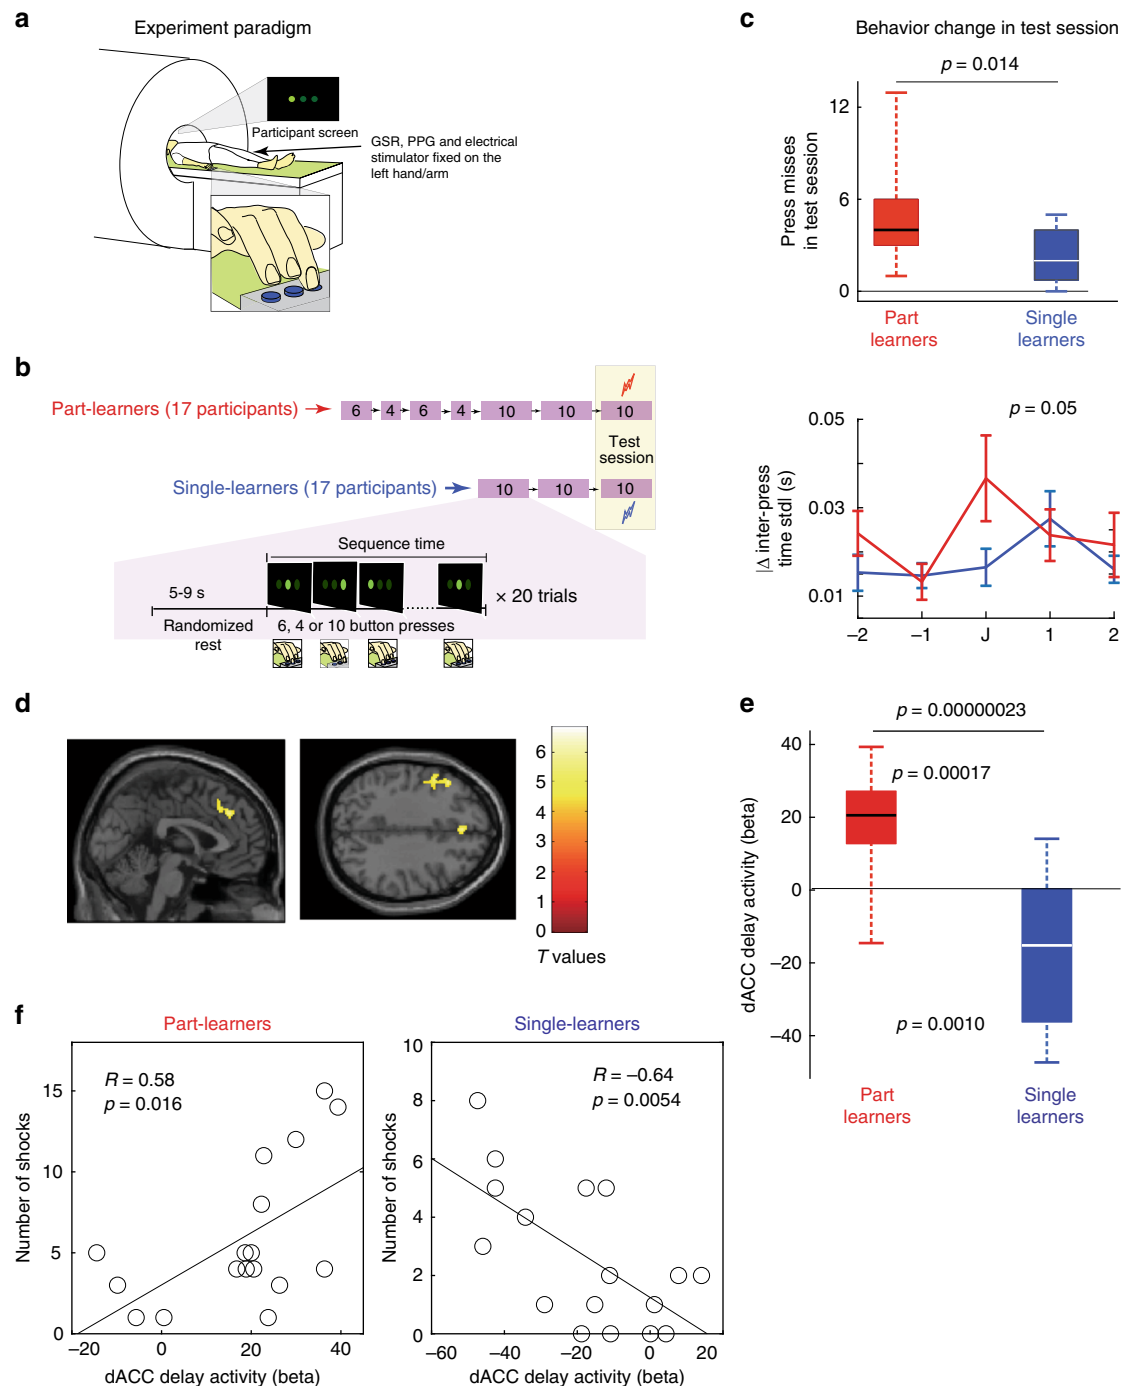 a
Experiment paradigm
Participant screen
GSR, PPG and electrical
stimulator fixed on the
left hand/arm
b
Part-learners (17 participants)
6 4 6 4 10 10 10
Test
session
Single-learners (17 participants)
10 10 10
Sequence time
5-9 s
× 20 trials
Randomized
rest
6, 4 or 10 button presses
c
Behavior change in test session
p = 0.014
Press misses
in test session
12
6
0
Part
learners
Single
learners
p = 0.05
|Δ inter-press
time stdl (s)
0.05
0.03
0.01
–2 –1 J 1 2
d
6
5
4
3
2
1
0
T values
e
p = 0.00000023
p = 0.00017
dACC delay activity (beta)
40
20
0
–20
–40
p = 0.0010
Part
learners
Single
learners
f
Part-learners
R = 0.58
p = 0.016
Number of shocks
15
10
5
0
–20 0 20 40
dACC delay activity (beta)
Single-learners
R = –0.64
p = 0.0054
Number of shocks
10
8
6
4
2
0
–60 –40 –20 0 20
dACC delay activity (beta)